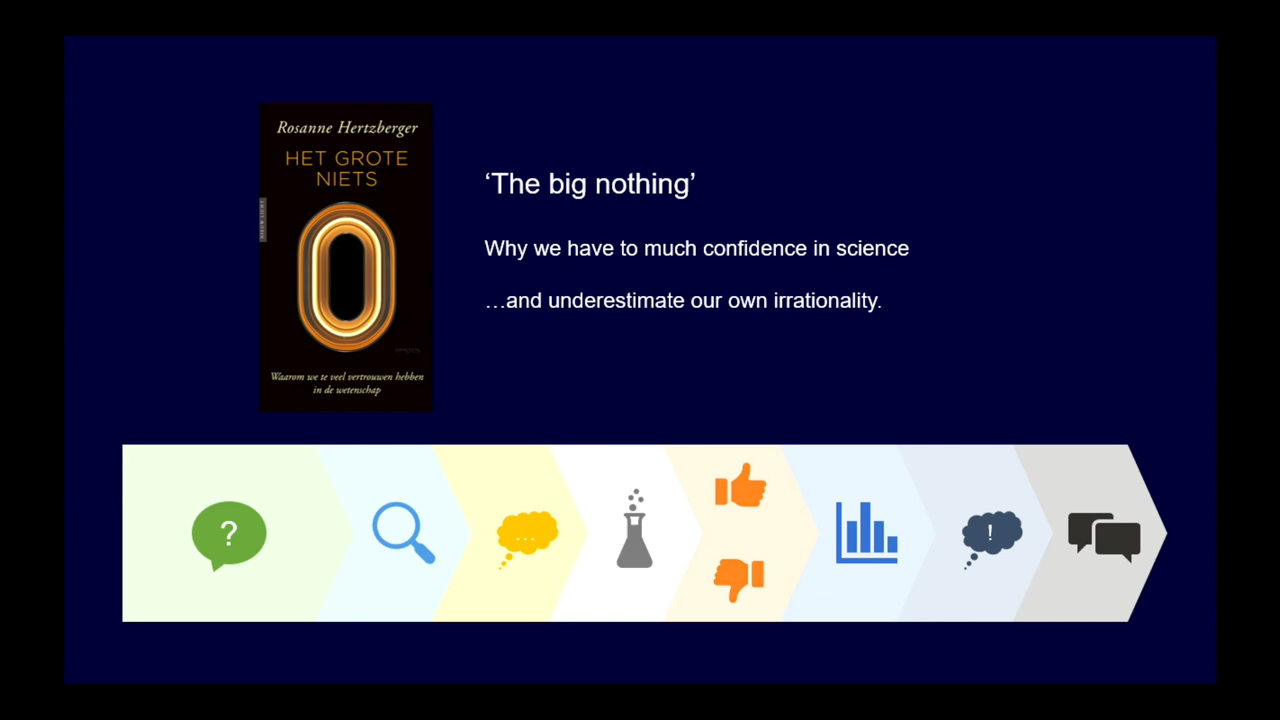 Rosanne Hertzberger
HET GROTE
NIETS
Waarom we te veel vertrouwen hebben
in de wetenschap
‘The big nothing’
Why we have to much confidence in science
…and underestimate our own irrationality.
?
...
!